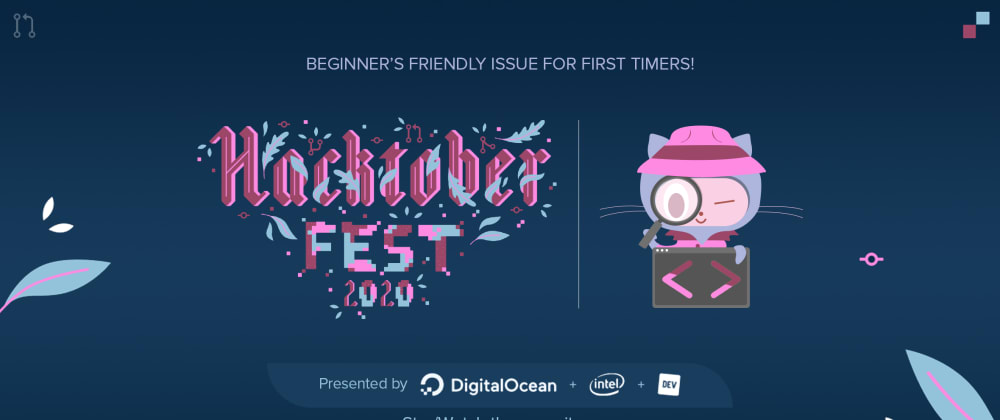 BEGINNER'S FRIENDLY ISSUE FOR FIRST TIMERS!
Hacktober
FEST
2020
< >
Presented by DigitalOcean + intel + DEV